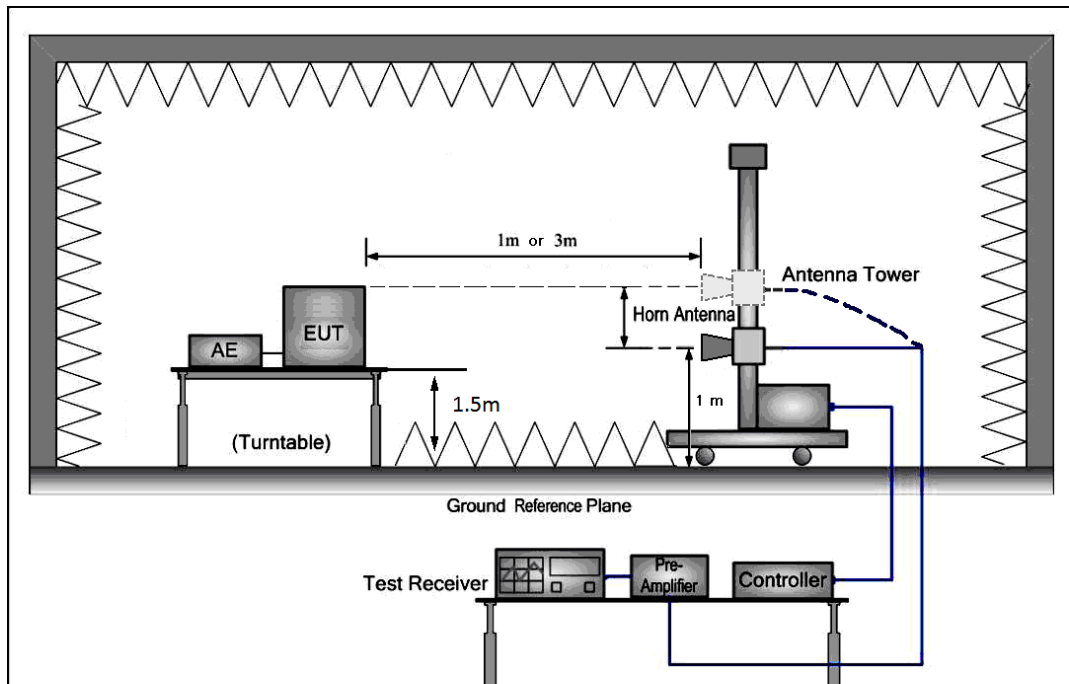 1m or 3m
Antenna Tower
Horn Antenna
EUT
AE
1 m
1.5m
(Turntable)
Ground Reference Plane
Test Receiver
Pre-
Amplifier
Controller